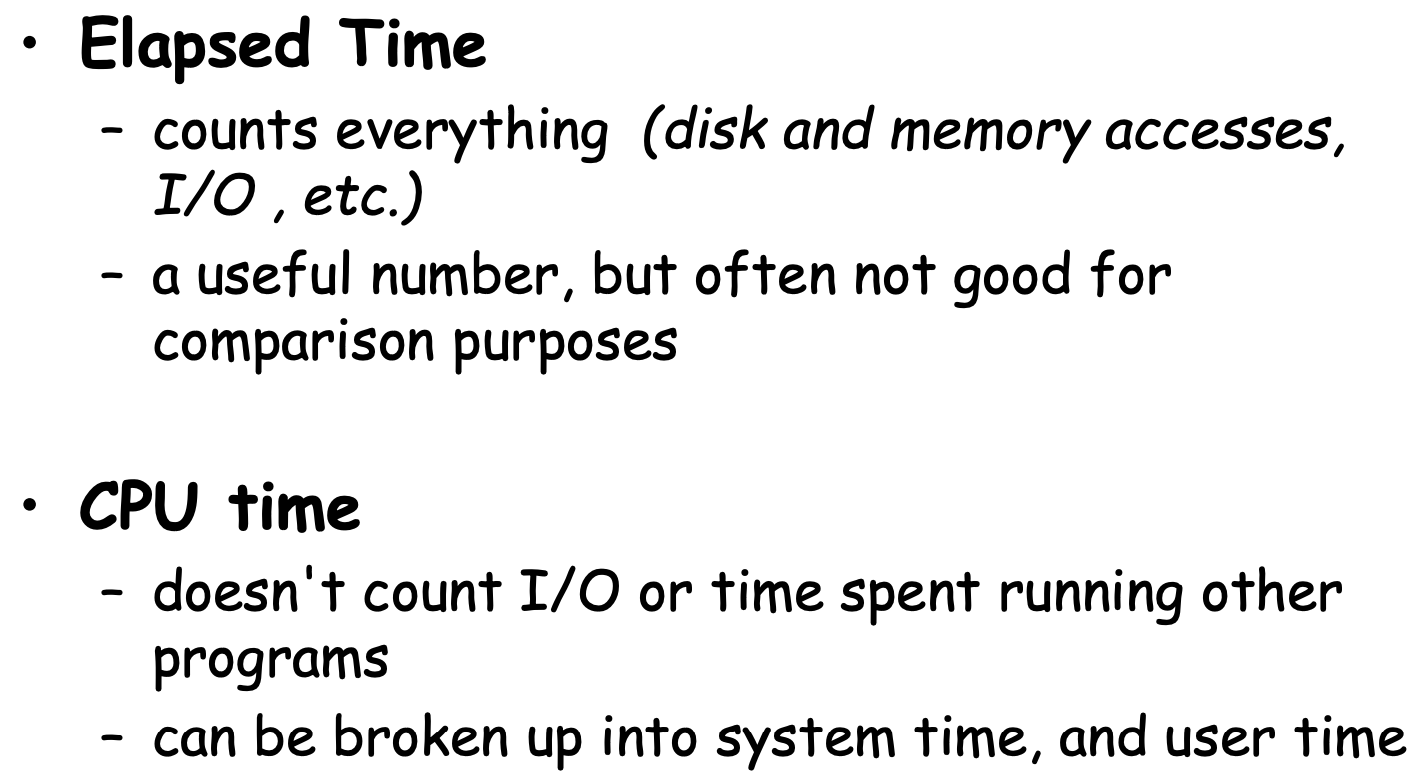 • Elapsed Time
– counts everything (disk and memory accesses,
I/O , etc.)
– a useful number, but often not good for
comparison purposes
• CPU time
– doesn't count I/O or time spent running other
programs
– can be broken up into system time, and user time